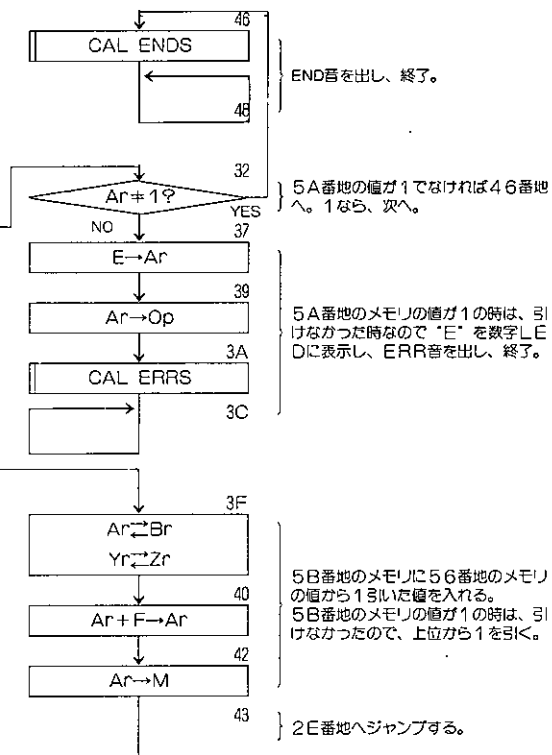 46
CAL ENDS
END音を出し、終了。
48
32
Ar≠1?
YES
NO
5A番地の値が1でなければ46番地
へ。1なら、次へ。
37
E→Ar
39
Ar→Op
3A
CAL ERRS
3C
5A番地のメモリの値が1の時は、引
けなかった時なので"E"を数字LE
Dに表示し、ERR音を出し、終了。
3F
Ar⇄Br
Yr⇄Zr
40
Ar+F→Ar
42
Ar→M
5B番地のメモリに56番地のメモリ
の値から1引いた値を入れる。
5B番地のメモリの値が1の時は、引
けなかったので、上位から1を引く。
43
2E番地へジャンプする。